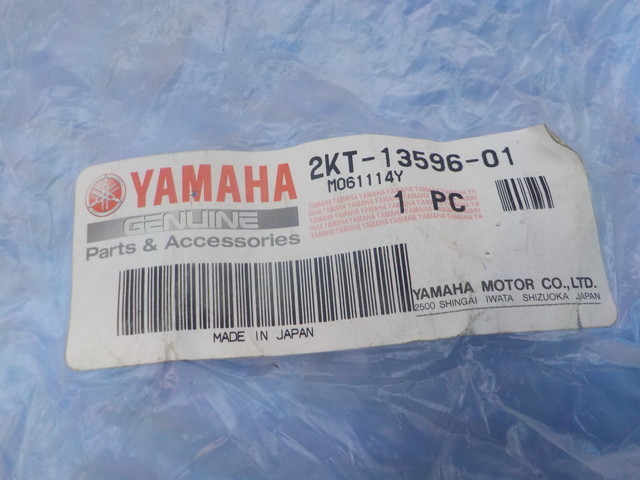 YAMAHA
GENUINE
Parts & Accessories
2KT-13596-01
M061114Y
1 PC
YAMAHA MOTOR CO.,LTD.
2500 SHINGAI IWATA SHIZUOKA JAPAN
MADE IN JAPAN